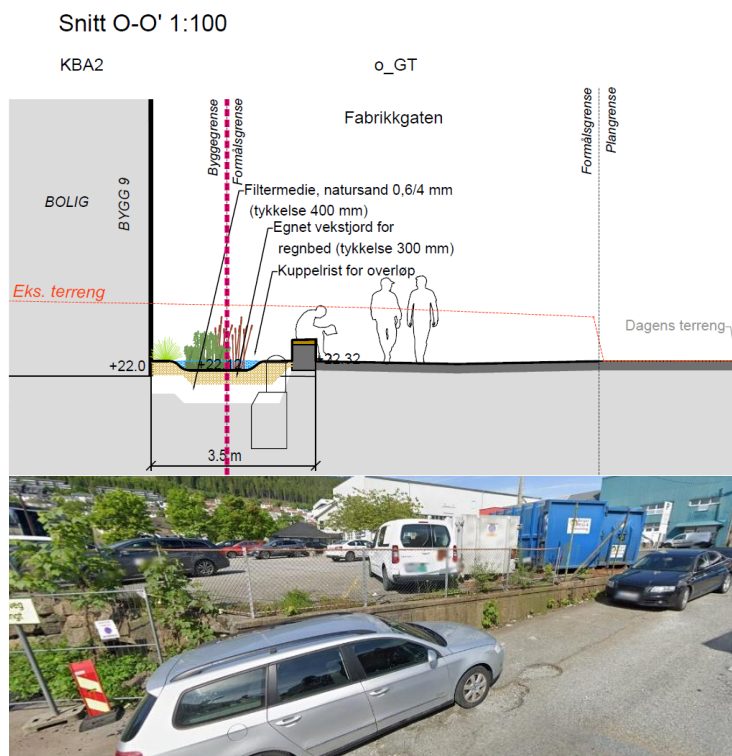 Snitt O-O' 1:100
KBA2
o_GT
Byggegrense
Formålsgrense
Fabrikkgaten
Formålsgrense
Plangrense
BOLIG
BYGG 9
Filtermedie, natursand 0,6/4 mm
(tykkelse 400 mm)
Egnet vekstjord for
regnbed (tykkelse 300 mm)
Kuppelrist for overløp
Eks. terreng
Dagens terreng
+22.0
+22.12
22.32
3.5 m